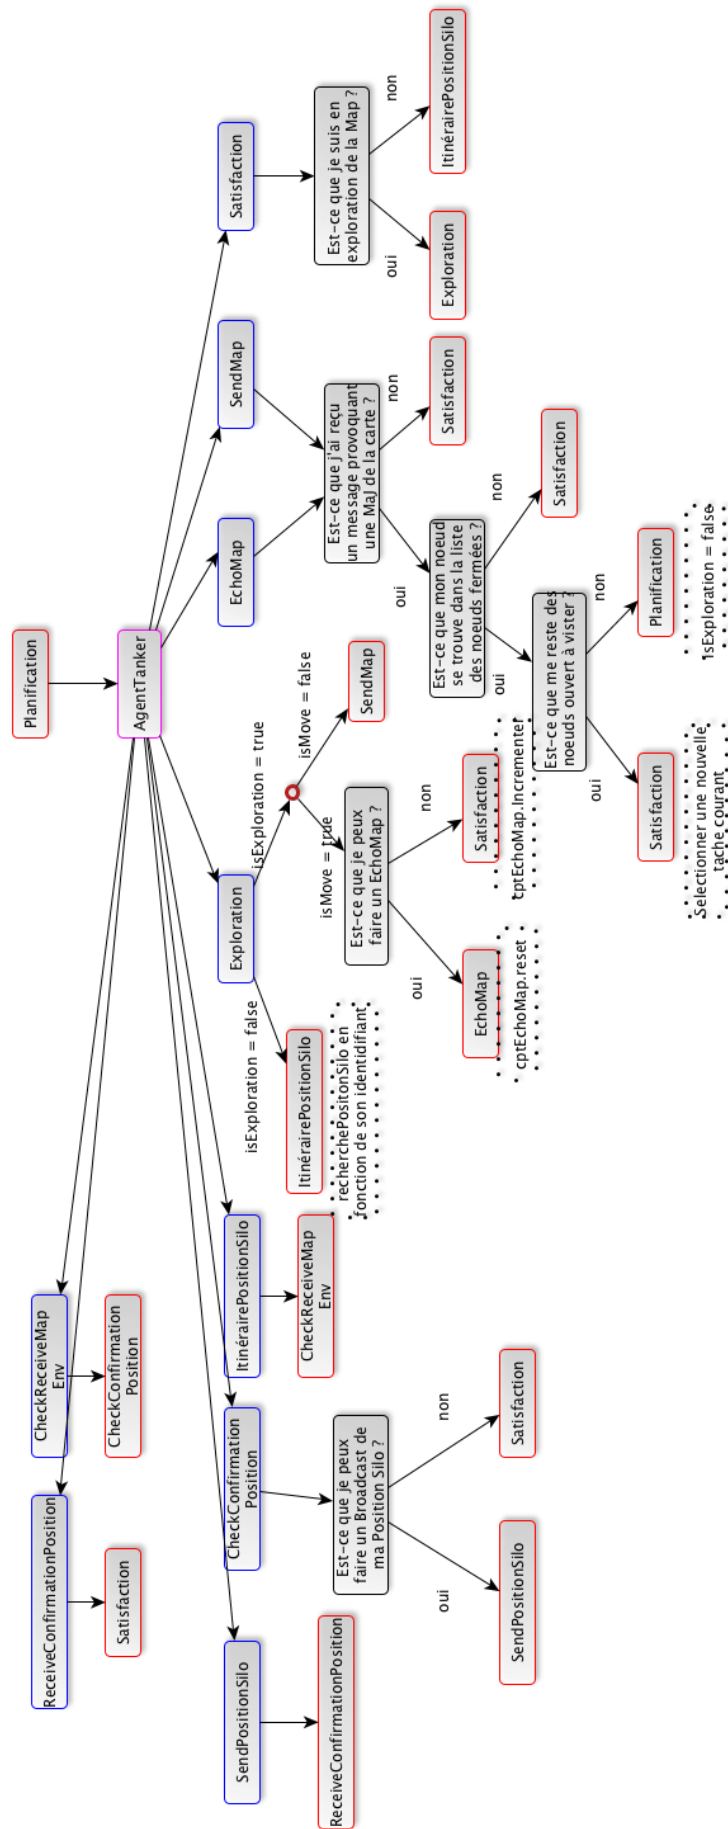 Planification
AgentTanker
CheckReceiveMap
Env
CheckConfirmation
Position
ReceiveConfirmationPosition
Satisfaction
SendPositionSilo
ReceiveConfirmationPosition
CheckConfirmation
Position
Est-ce que je peux
faire un Broadcast de
ma Position Silo ?
oui
non
SendPositionSilo
Satisfaction
ItinérairePositionSilo
CheckReceiveMap
Env
Exploration
isExploration = false
isExploration = true
ItinérairePositionSilo
recherchePositonSilo en
fonction de son identidifiant
isMove = true
isMove = false
SendMap
Est-ce que je peux
faire un EchoMap ?
oui
non
EchoMap
cptEchoMap.reset
Satisfaction
cptEchoMap.Incrementer
EchoMap
SendMap
Est-ce que j'ai reçu
un message provoquant
une MaJ de la carte ?
oui
non
Satisfaction
Est-ce que mon noeud
se trouve dans la liste
des noeuds fermées ?
oui
non
Satisfaction
Est-ce que me reste des
noeuds ouvert à vister ?
oui
non
Satisfaction
Selectionner une nouvelle
tache courant
Planification
isExploration = false
Satisfaction
Est-ce que je suis en
exploration de la Map ?
oui
non
Exploration
ItinérairePositionSilo